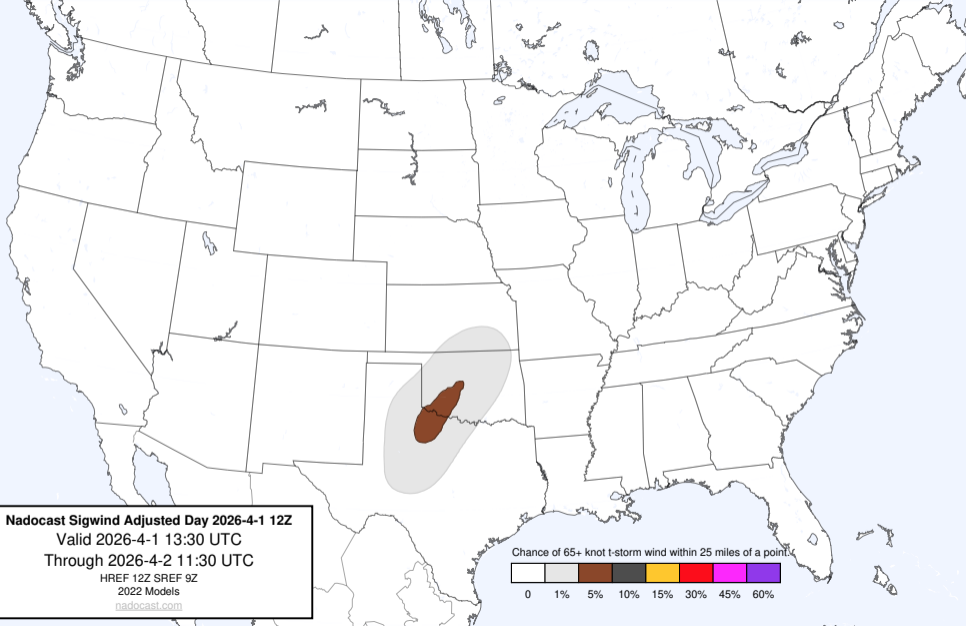 Nadocast Sigwind Adjusted Day 2026-4-1 12Z
Valid 2026-4-1 13:30 UTC
Through 2026-4-2 11:30 UTC
HREF 12Z SREF 9Z
2022 Models
nadocast.com
Chance of 65+ knot t-storm wind within 25 miles of a point.
0 1% 5% 10% 15% 30% 45% 60%